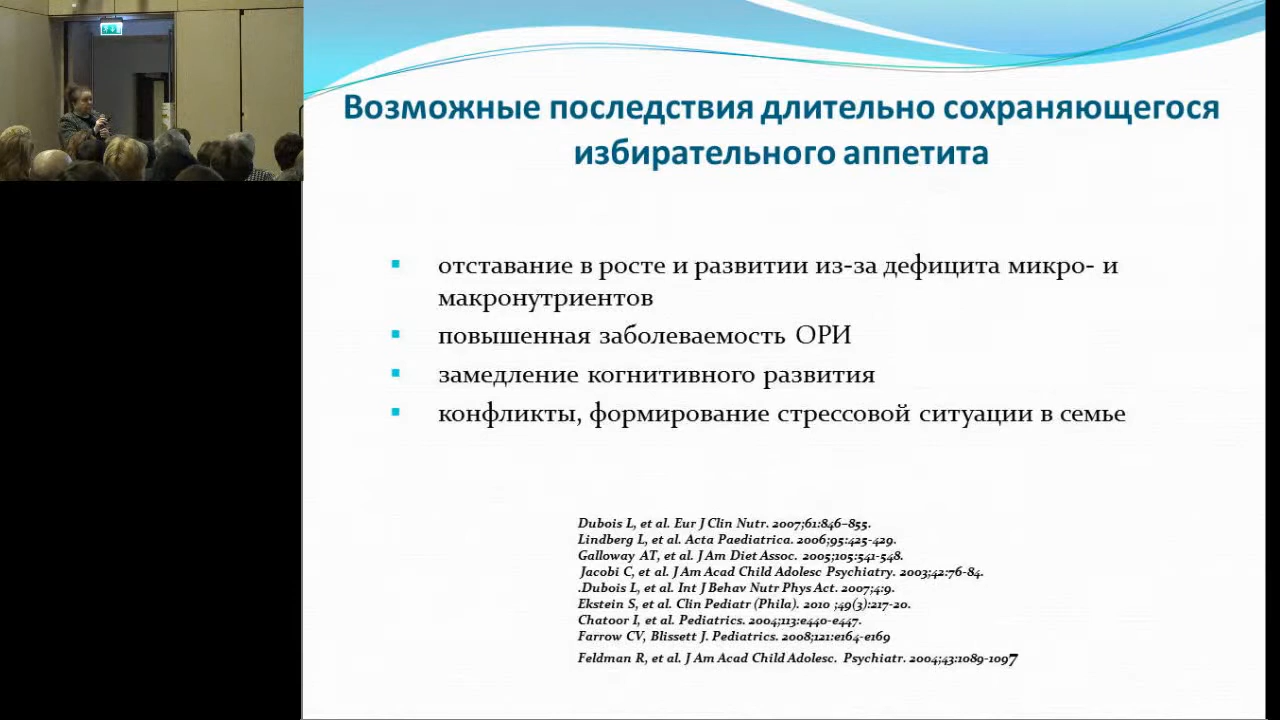 Возможные последствия длительно сохраняющегося
избирательного аппетита
отставание в росте и развитии из-за дефицита микро- и
макронутриентов
повышенная заболеваемость ОРИ
замедление когнитивного развития
конфликты, формирование стрессовой ситуации в семье
Dubois L, et al. Eur J Clin Nutr. 2007;61:846–855.
Lindberg L, et al. Acta Paediatrica. 2006;95:425-429.
Galloway AT, et al. J Am Diet Assoc. 2005;105:541-548.
Jacobi C, et al. J Am Acad Child Adolesc Psychiatry. 2003;42:76-84.
.Dubois L, et al. Int J Behav Nutr Phys Act. 2007;4:9.
Ekstein S, et al. Clin Pediatr (Phila). 2010 ;49(3):217-20.
Chatoor I, et al. Pediatrics. 2004;113:e440-e447.
Farrow CV, Blissett J. Pediatrics. 2008;121:e164-e169
Feldman R, et al. J Am Acad Child Adolesc. Psychiatr. 2004;43:1089-1097